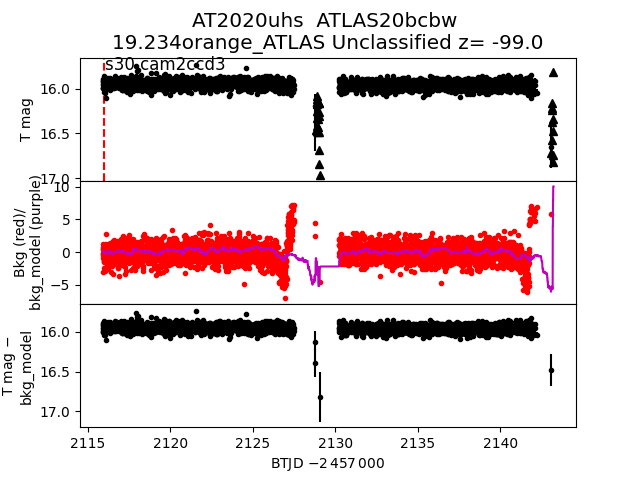 AT2020uhs  ATLAS20bcbw
19.234orange_ATLAS Unclassified z= -99.0
s30 cam2ccd3
T mag
16.0
16.5
17.0
Bkg (red)/
bkg_model (purple)
10
5
0
−5
T mag −
bkg_model
16.0
16.5
17.0
2115
2120
2125
2130
2135
2140
BTJD −2 457 000